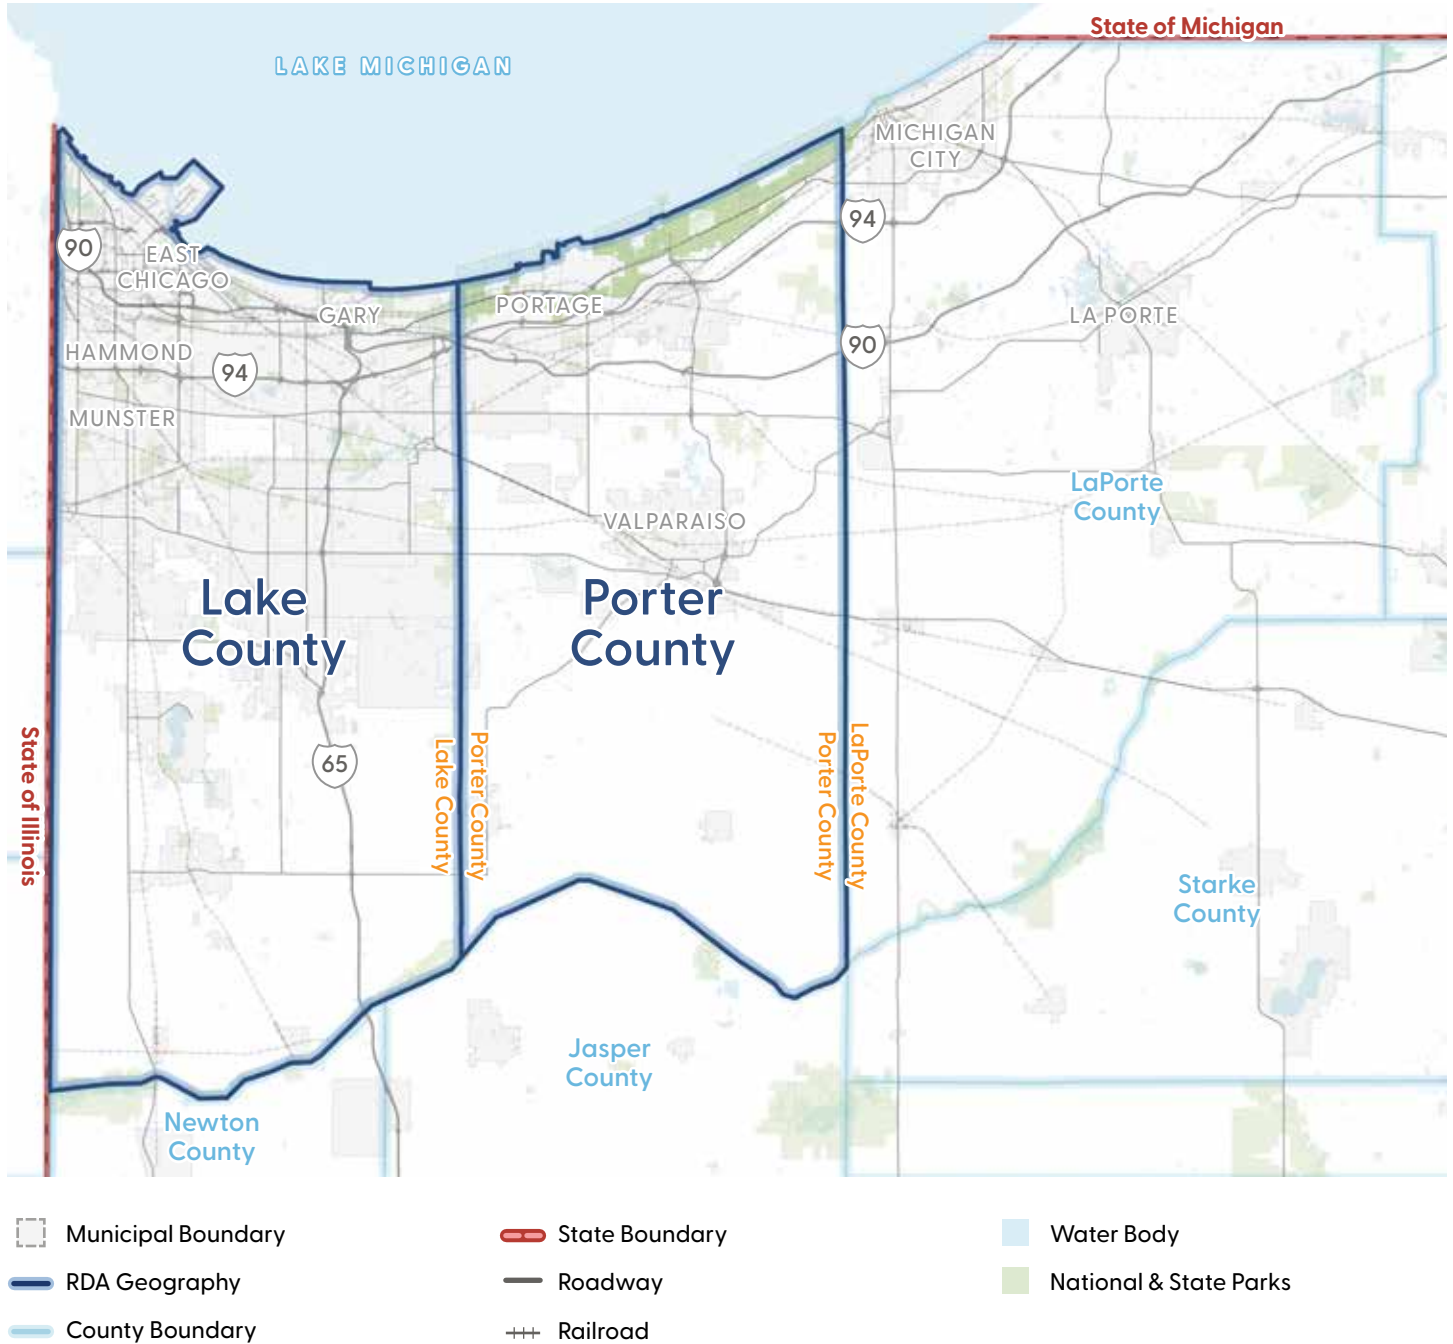 State of Michigan
LAKE MICHIGAN
MICHIGAN
CITY
94
90
EAST
CHICAGO
PORTAGE
GARY
LA PORTE
90
HAMMOND
94
MUNSTER
LaPorte
County
VALPARAISO
Lake
County
Porter
County
State of Illinois
65
Lake County
Porter County
Porter County
LaPorte County
Starke
County
Jasper
County
Newton
County
Municipal Boundary
RDA Geography
County Boundary
State Boundary
Roadway
Railroad
Water Body
National & State Parks